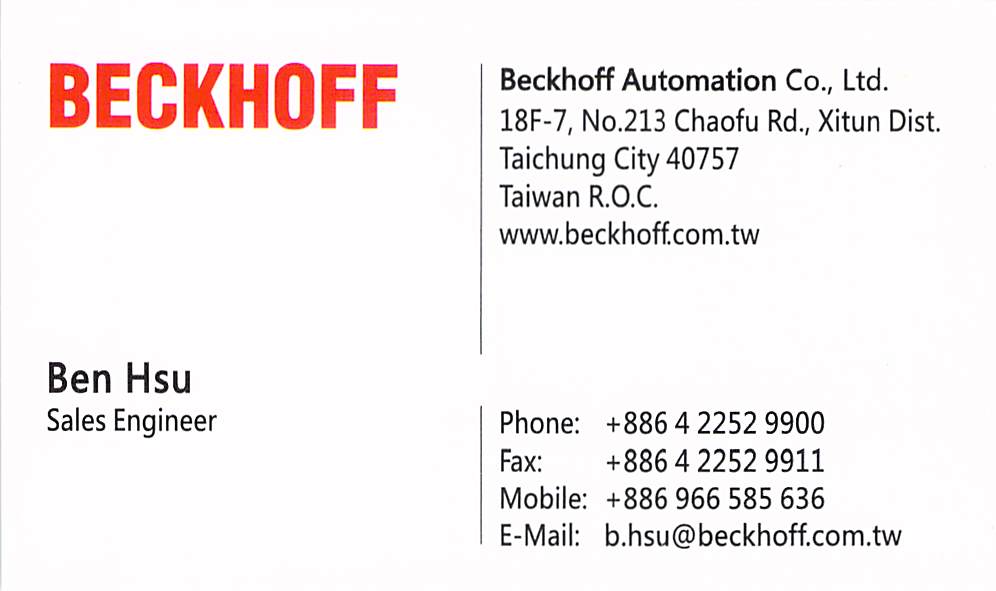 BECKHOFF
Beckhoff Automation Co., Ltd.
18F-7, No.213 Chaofu Rd., Xitun Dist.
Taichung City 40757
Taiwan R.O.C.
www.beckhoff.com.tw
Ben Hsu
Sales Engineer
Phone: +886 4 2252 9900
Fax: +886 4 2252 9911
Mobile: +886 966 585 636
E-Mail: b.hsu@beckhoff.com.tw